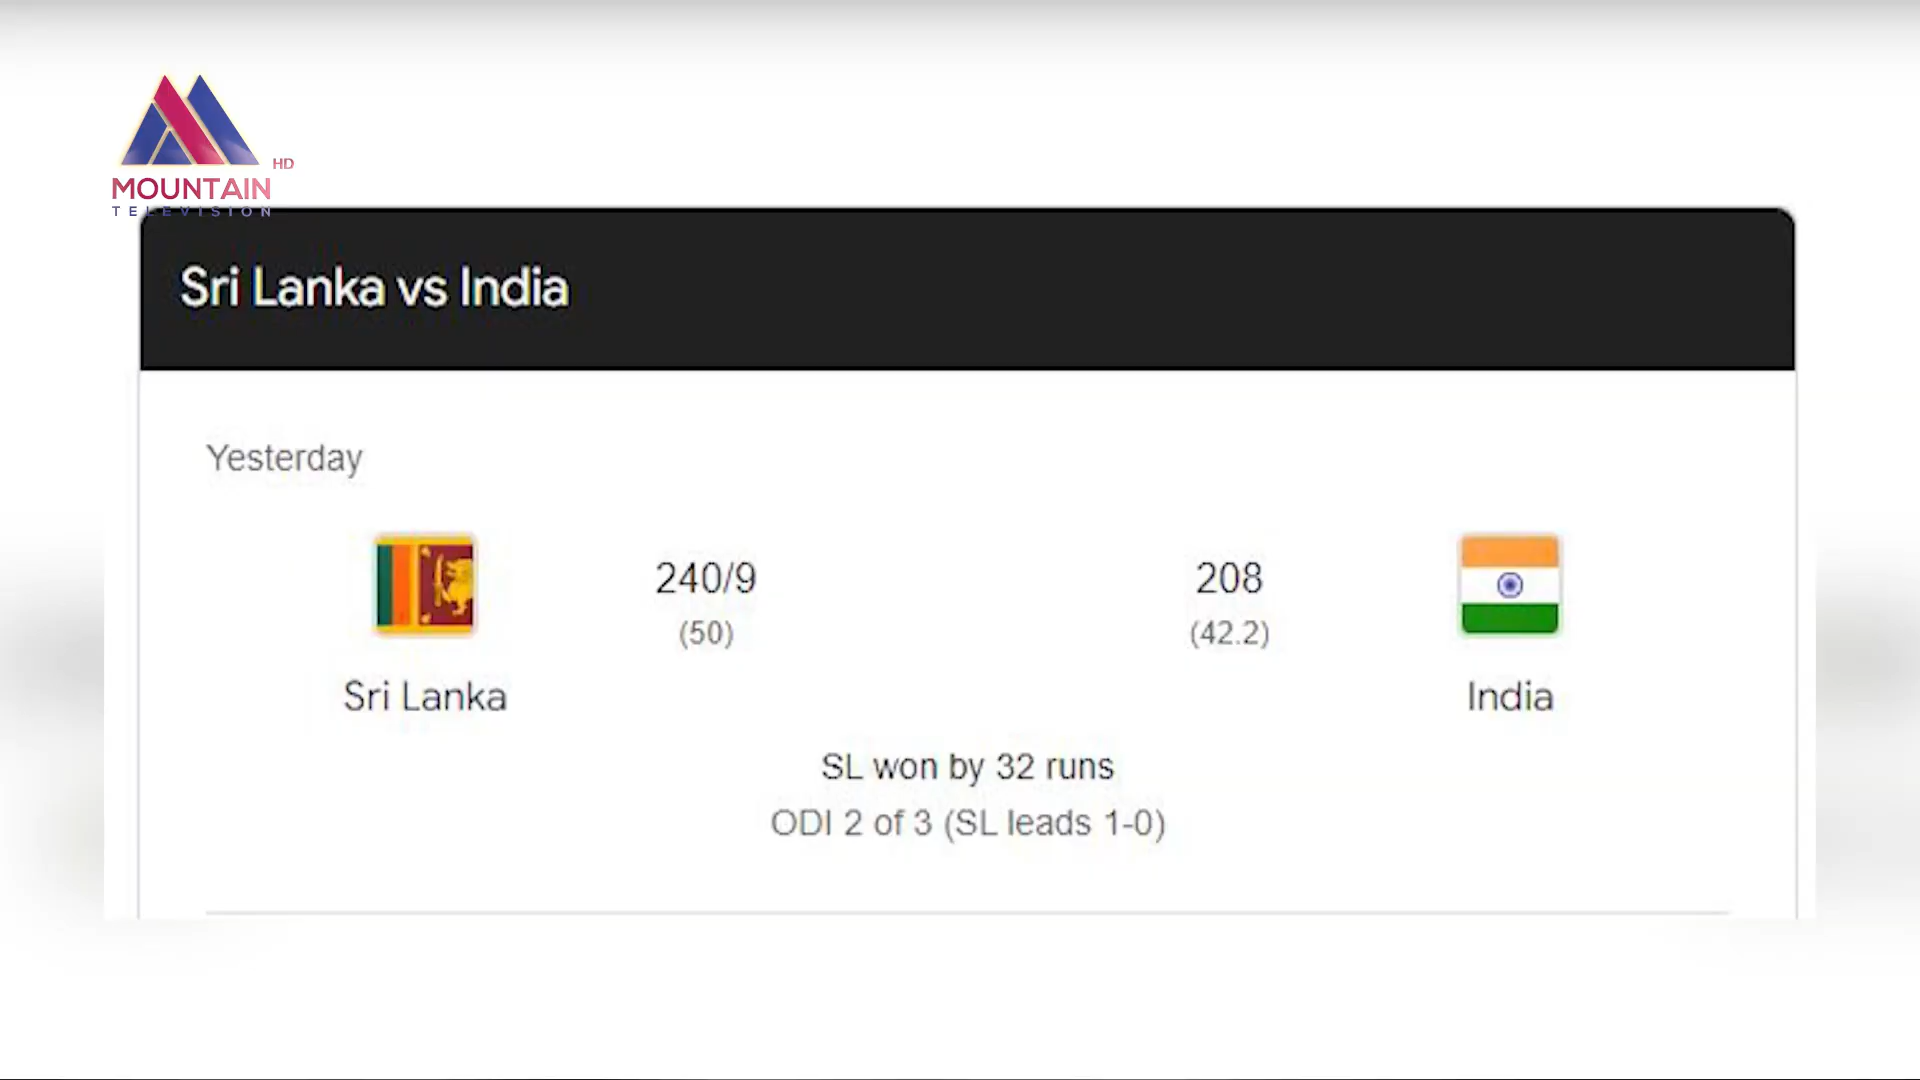 HD
MOUNTAIN
TELEVISION
Sri Lanka vs India
Yesterday
240/9
208
(50)
(42.2)
Sri Lanka
India
SL won by 32 runs
ODI 2 of 3 (SL leads 1-0)